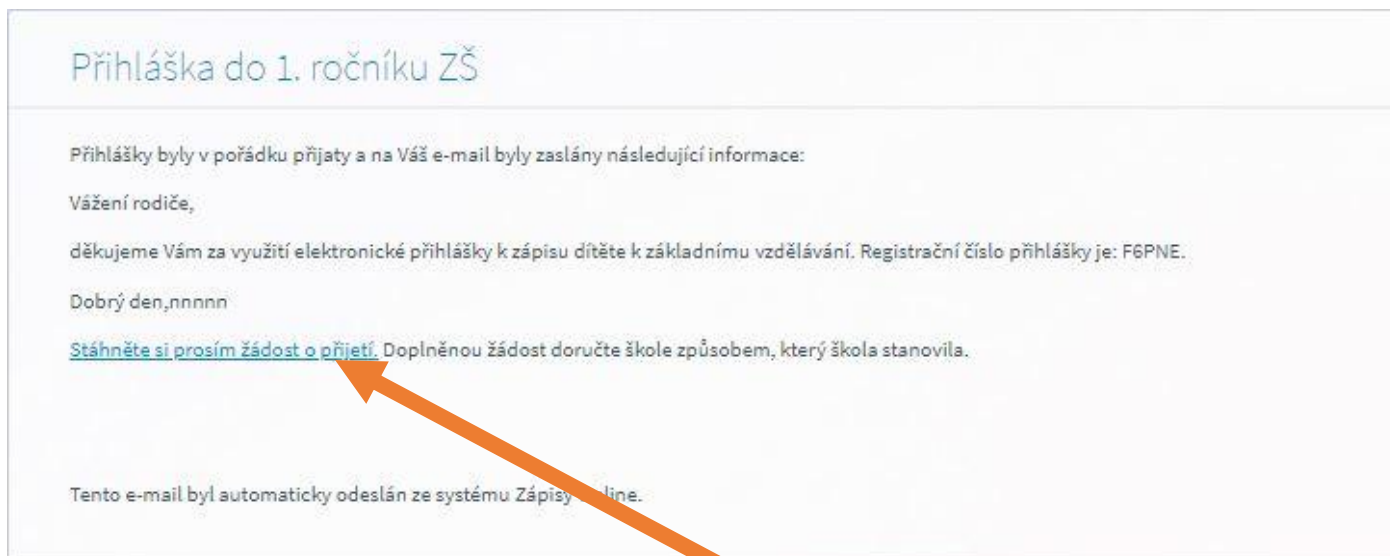 Přihláška do 1. ročníku ZŠ
Přihlášky byly v pořádku přijaty a na Váš e-mail byly zaslány následující informace:
Vážení rodiče,
děkujeme Vám za využití elektronické přihlášky k zápisu dítěte k základnímu vzdělávání. Registrační číslo přihlášky je: F6PNE.
Dobrý den,nnnnn
Stáhněte si prosím žádost o přijetí. Doplněnou žádost doručte škole způsobem, který škola stanovila.
Tento e-mail byl automaticky odeslán ze systému Zápisy